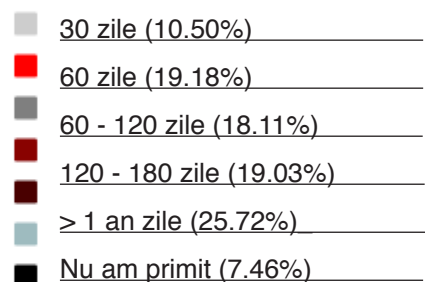 30 zile (10.50%)
60 zile (19.18%)
60 - 120 zile (18.11%)
120 - 180 zile (19.03%)
> 1 an zile (25.72%)_
Nu am primit (7.46%)